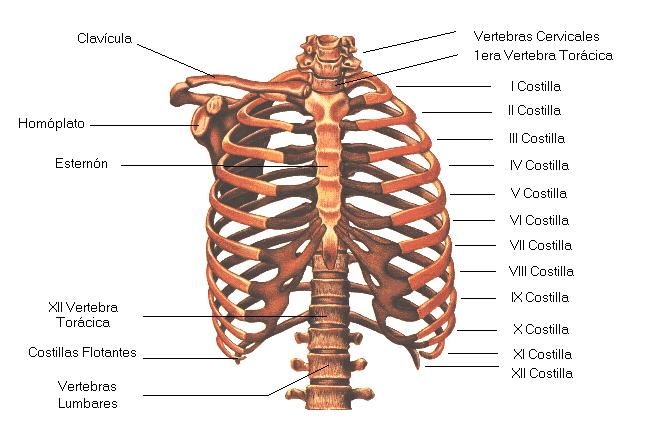 Clavícula
Homóplato
Esternón
XII Vertebra
Torácica
Costillas Flotantes
Vertebras
Lumbares
Vertebras Cervicales
1era Vertebra Torácica
I Costilla
II Costilla
III Costilla
IV Costilla
V Costilla
VI Costilla
VII Costilla
VIII Costilla
IX Costilla
X Costilla
XI Costilla
XII Costilla